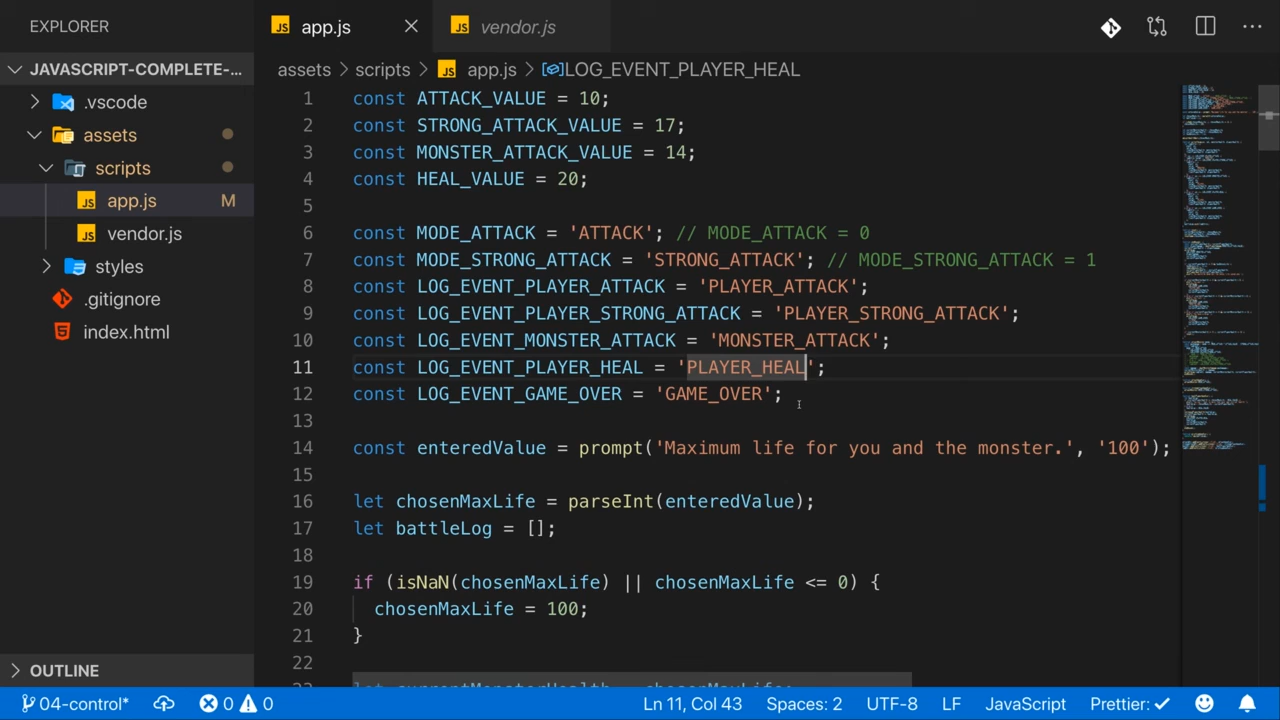 EXPLORER
JS app.js
JS vendor.js
JAVASCRIPT-COMPLETE-...
assets > scripts > JS app.js > LOG_EVENT_PLAYER_HEAL
.vscode
assets
scripts
JS app.js M
JS vendor.js
styles
.gitignore
index.html
1 const ATTACK_VALUE = 10;
2 const STRONG_ATTACK_VALUE = 17;
3 const MONSTER_ATTACK_VALUE = 14;
4 const HEAL_VALUE = 20;
5
6 const MODE_ATTACK = 'ATTACK'; // MODE_ATTACK = 0
7 const MODE_STRONG_ATTACK = 'STRONG_ATTACK'; // MODE_STRONG_ATTACK = 1
8 const LOG_EVENT_PLAYER_ATTACK = 'PLAYER_ATTACK';
9 const LOG_EVENT_PLAYER_STRONG_ATTACK = 'PLAYER_STRONG_ATTACK';
10 const LOG_EVENT_MONSTER_ATTACK = 'MONSTER_ATTACK';
11 const LOG_EVENT_PLAYER_HEAL = 'PLAYER_HEAL';
12 const LOG_EVENT_GAME_OVER = 'GAME_OVER';
13
14 const enteredValue = prompt('Maximum life for you and the monster.', '100');
15
16 let chosenMaxLife = parseInt(enteredValue);
17 let battleLog = [];
18
19 if (isNaN(chosenMaxLife) || chosenMaxLife <= 0) {
20 chosenMaxLife = 100;
21 }
22
OUTLINE
04-control* 0 0 Ln 11, Col 43 Spaces: 2 UTF-8 LF JavaScript Prettier: ✓